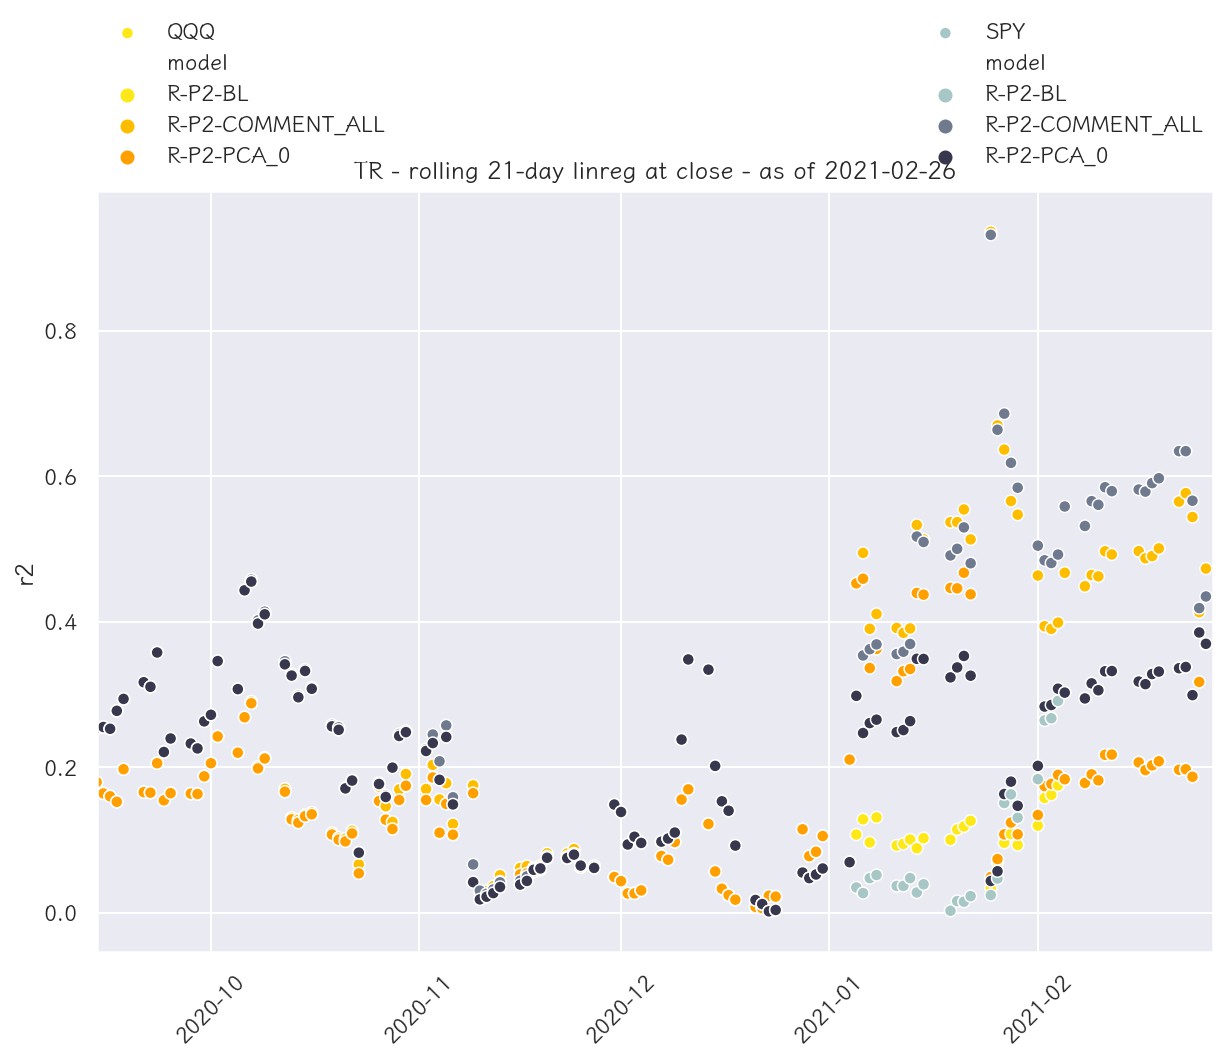 QQQ
model
R-P2-BL
R-P2-COMMENT_ALL
R-P2-PCA_0
SPY
model
R-P2-BL
R-P2-COMMENT_ALL
R-P2-PCA_0
TR - rolling 21-day linreg at close - as of 2021-02-26
0.8
0.6
r2
0.4
0.2
0.0
2020-10
2020-11
2020-12
2021-01
2021-02